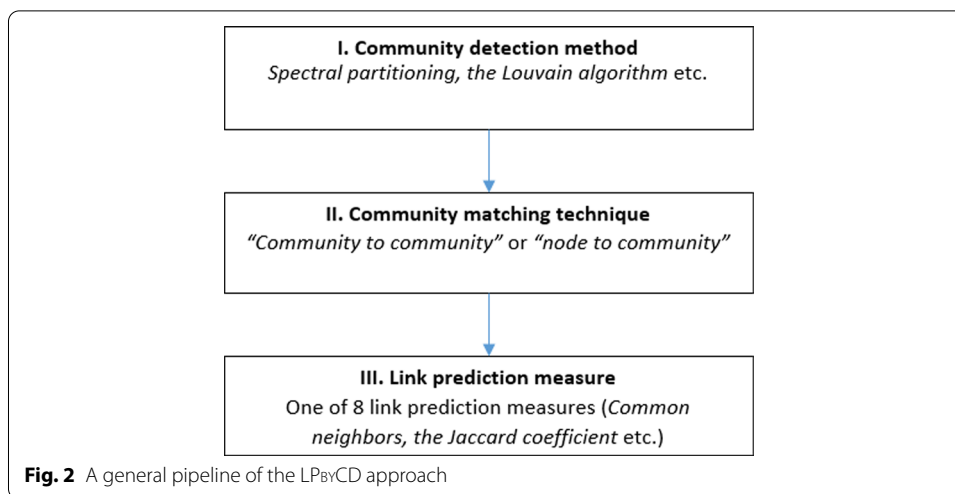 I. Community detection method
Spectral partitioning, the Louvain algorithm etc.
II. Community matching technique
“Community to community” or “node to community”
III. Link prediction measure
One of 8 link prediction measures (Common
neighbors, the Jaccard coefficient etc.)
Fig. 2 A general pipeline of the LPBYCD approach